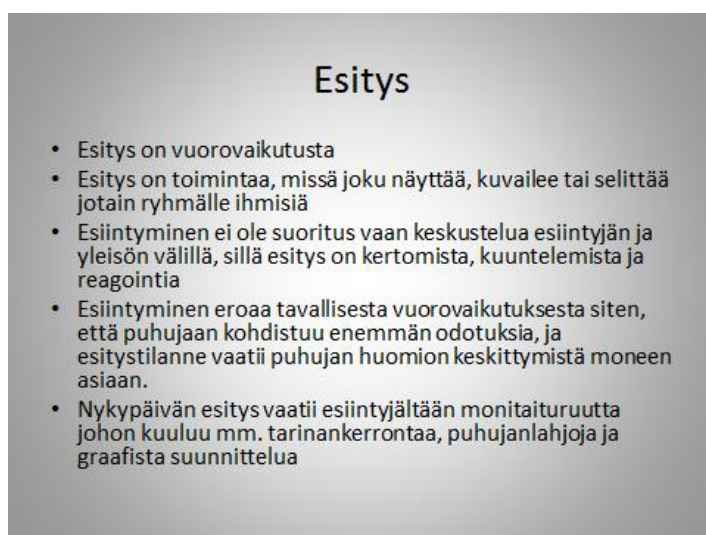 Esitys
• Esitys on vuorovaikutusta
• Esitys on toimintaa, missä joku näyttää, kuvailee tai selittää
jotain ryhmälle ihmisiä
• Esiintyminen ei ole suoritus vaan keskustelua esiintyjän ja
yleisön välillä, sillä esitys on kertomista, kuuntelemista ja
reagointia
• Esiintyminen eroaa tavallisesta vuorovaikutuksesta siten,
että puhujaan kohdistuu enemmän odotuksia, ja
esitystilanne vaatii puhujan huomion keskittymistä moneen
asiaan.
• Nykypäivän esitys vaatii esiintyjältään monitaituruutta
johon kuuluu mm. tarinankerrontaa, puhujanlahjoja ja
graafista suunnittelua